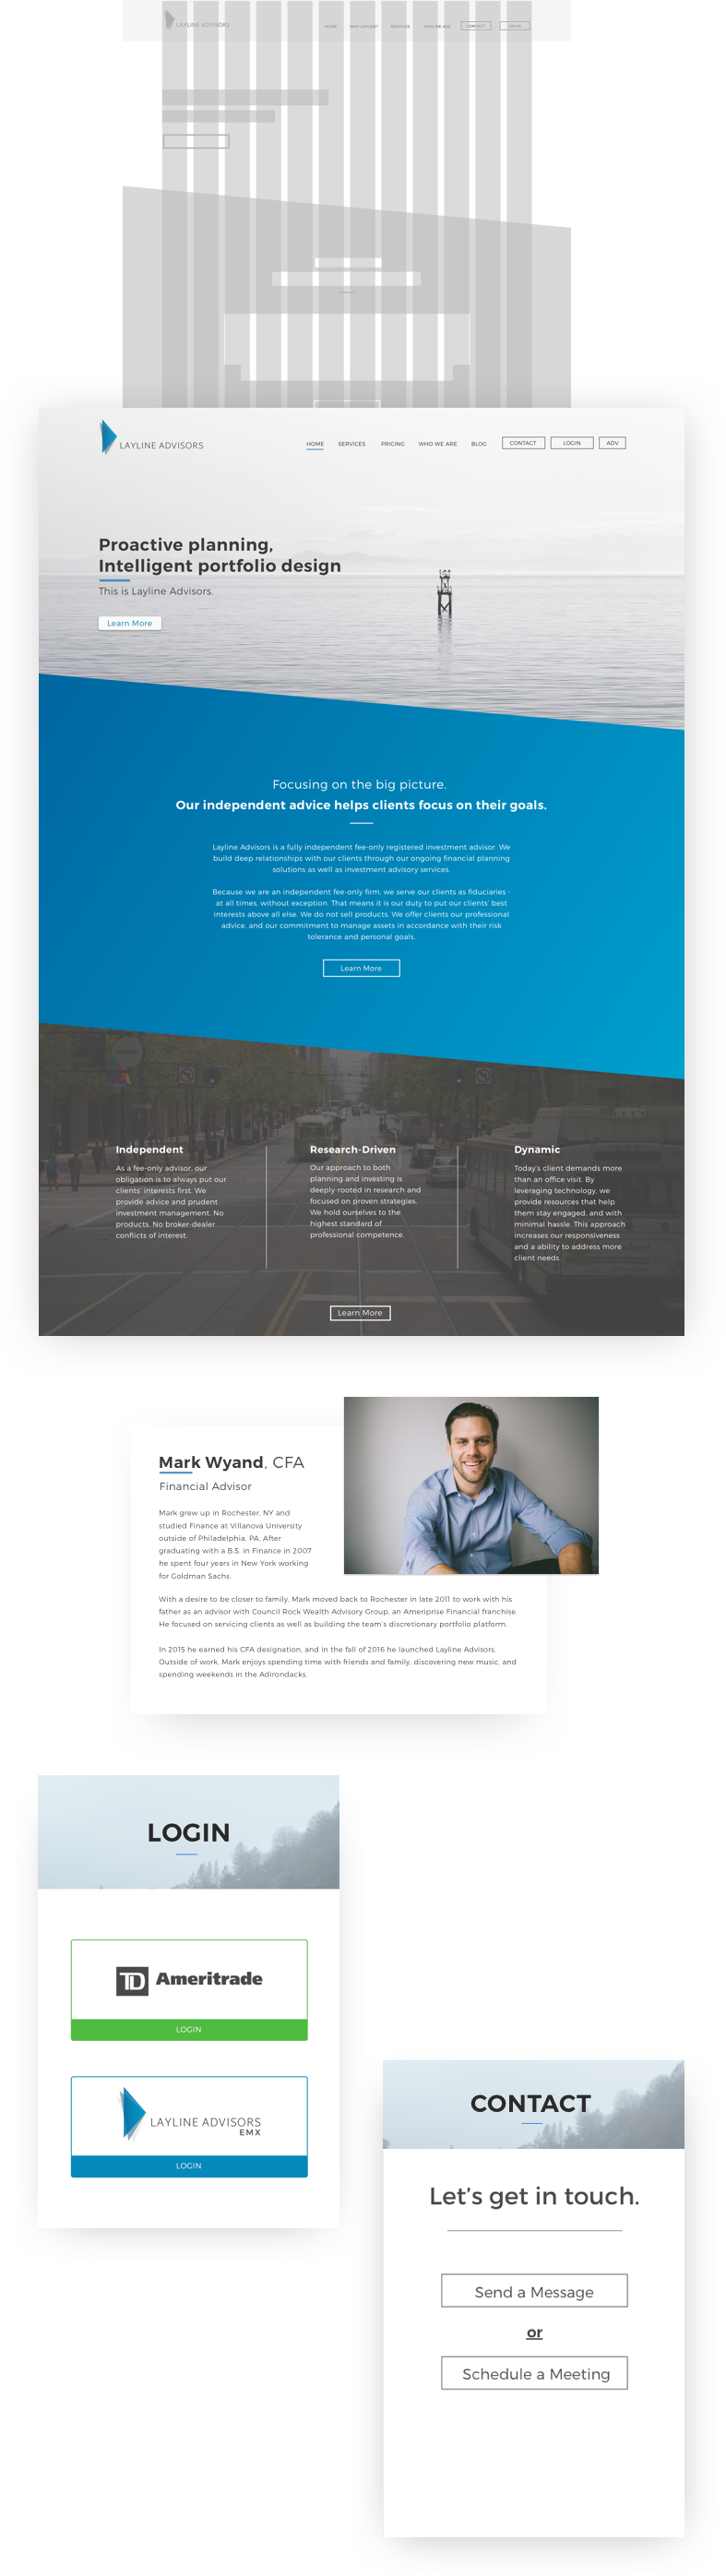 LAYLINE ADVISORS
HOME WHY LAYLINE? SERVICES WHO WE ARE CONTACT LOGIN
LAYLINE ADVISORS
HOME SERVICES PRICING WHO WE ARE BLOG CONTACT LOGIN ADV
Proactive planning,
Intelligent portfolio design
This is Layline Advisors.
Learn More
Focusing on the big picture.
Our independent advice helps clients focus on their goals.
Layline Advisors is a fully independent fee-only registered investment advisor. We
build deep relationships with our clients through our ongoing financial planning
solutions as well as investment advisory services.
Because we are an independent fee-only firm, we serve our clients as fiduciaries -
at all times, without exception. That means it is our duty to put our clients' best
interests above all else. We do not sell products. We offer clients our professional
advice, and our commitment to manage assets in accordance with their risk
tolerance and personal goals.
Learn More
Independent
As a fee-only advisor, our
obligation is to always put our
clients' interests first. We
provide advice and prudent
investment management. No
products. No broker-dealer
conflicts of interest.
Research-Driven
Our approach to both
planning and investing is
deeply-rooted in research and
focused on proven strategies.
We hold ourselves to the
highest standard of
professional competence.
Dynamic
Today's client demands more
than an office visit. By
leveraging technology, we
provide resources that help
them stay engaged, and with
minimal hassle. This approach
increases our responsiveness
and a ability to address more
client needs.
Learn More
Mark Wyand, CFA
Financial Advisor
Mark grew up in Rochester, NY and
studied Finance at Villanova University
outside of Philadelphia, PA. After
graduating with a B.S. in Finance in 2007
he spent four years in New York working
for Goldman Sachs.
With a desire to be closer to family, Mark moved back to Rochester in late 2011 to work with his
father as an advisor with Council Rock Wealth Advisory Group, an Ameriprise Financial franchise.
He focused on servicing clients as well as building the team's discretionary portfolio platform.
In 2015 he earned his CFA designation, and in the fall of 2016 he launched Layline Advisors.
Outside of work, Mark enjoys spending time with friends and family, discovering new music, and
spending weekends in the Adirondacks.
LOGIN
TD Ameritrade
LOGIN
LAYLINE ADVISORS
EMX
LOGIN
CONTACT
Let's get in touch.
Send a Message
or
Schedule a Meeting